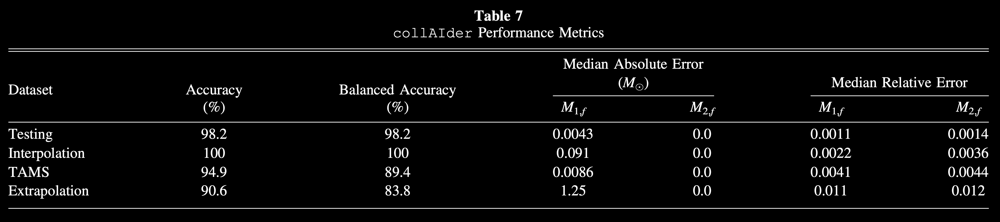 Table 7
collAIder Performance Metrics
Median Absolute Error
Dataset Accuracy Balanced Accuracy (M⊙) Median Relative Error
(%) (%) M1,f M2,f M1,f M2,f
Testing 98.2 98.2 0.0043 0.0 0.0011 0.0014
Interpolation 100 100 0.091 0.0 0.0022 0.0036
TAMS 94.9 89.4 0.0086 0.0 0.0041 0.0044
Extrapolation 90.6 83.8 1.25 0.0 0.011 0.012